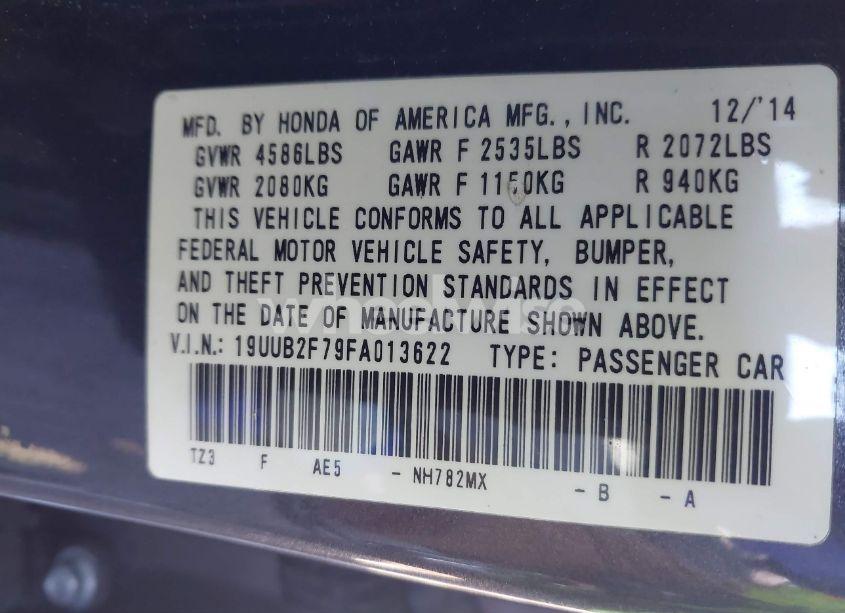 MFD. BY HONDA OF AMERICA MFG., INC. 12/'14
GVWR 4586LBS GAWR F 2535LBS R 2072LBS
GVWR 2080KG GAWR F 1150KG R 940KG
THIS VEHICLE CONFORMS TO ALL APPLICABLE
FEDERAL MOTOR VEHICLE SAFETY, BUMPER,
AND THEFT PREVENTION STANDARDS IN EFFECT
ON THE DATE OF MANUFACTURE SHOWN ABOVE.
V.I.N.: 19UUB2F79FA013622 TYPE: PASSENGER CAR
TZ3 F AE5 - NH782MX - B - A
wheelwise